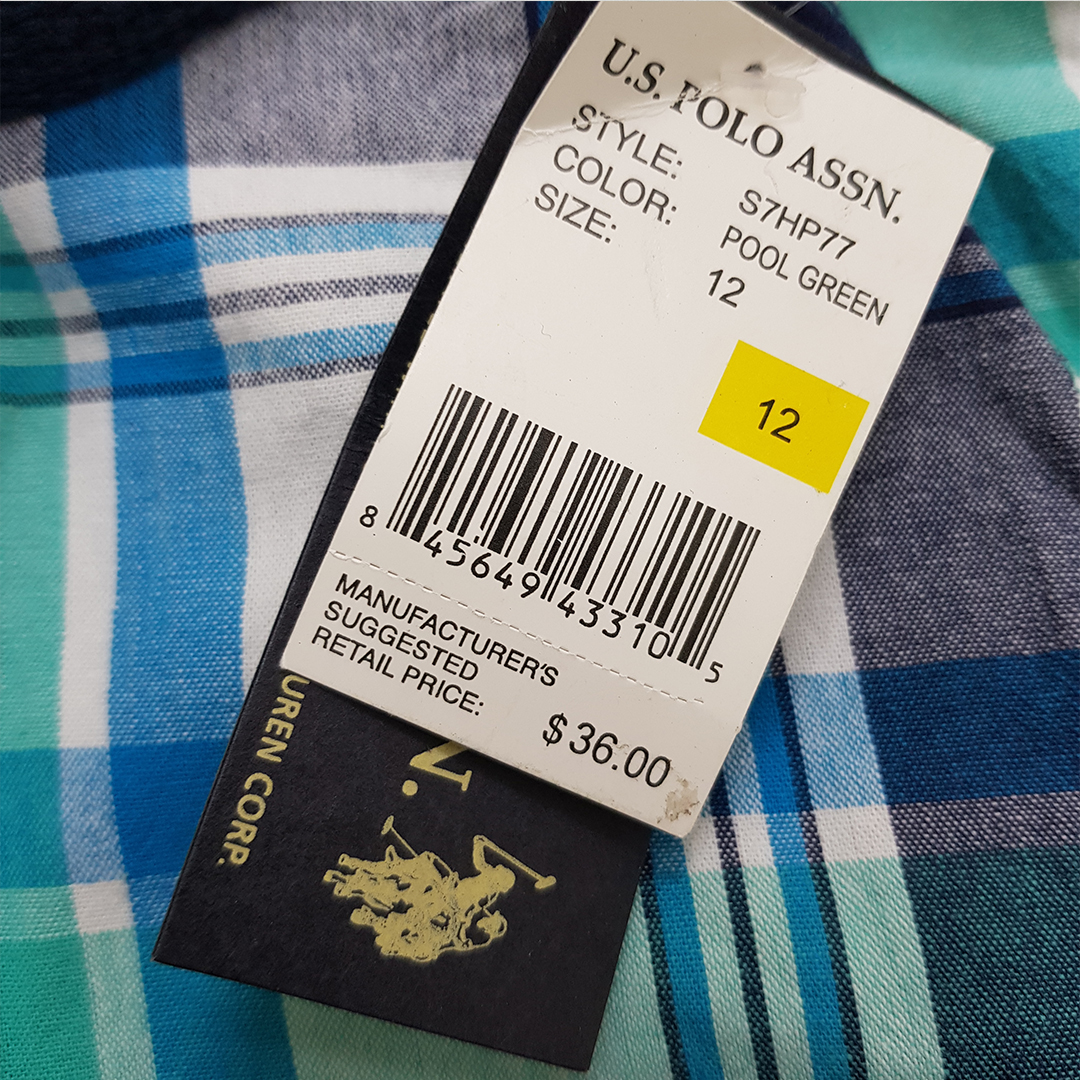 U.S. POLO ASSN.
STYLE: S7HP77
COLOR: POOL GREEN
SIZE: 12
12
8 45649 43310 5
MANUFACTURER'S
SUGGESTED
RETAIL PRICE:
$36.00
N.
UREN CORP.